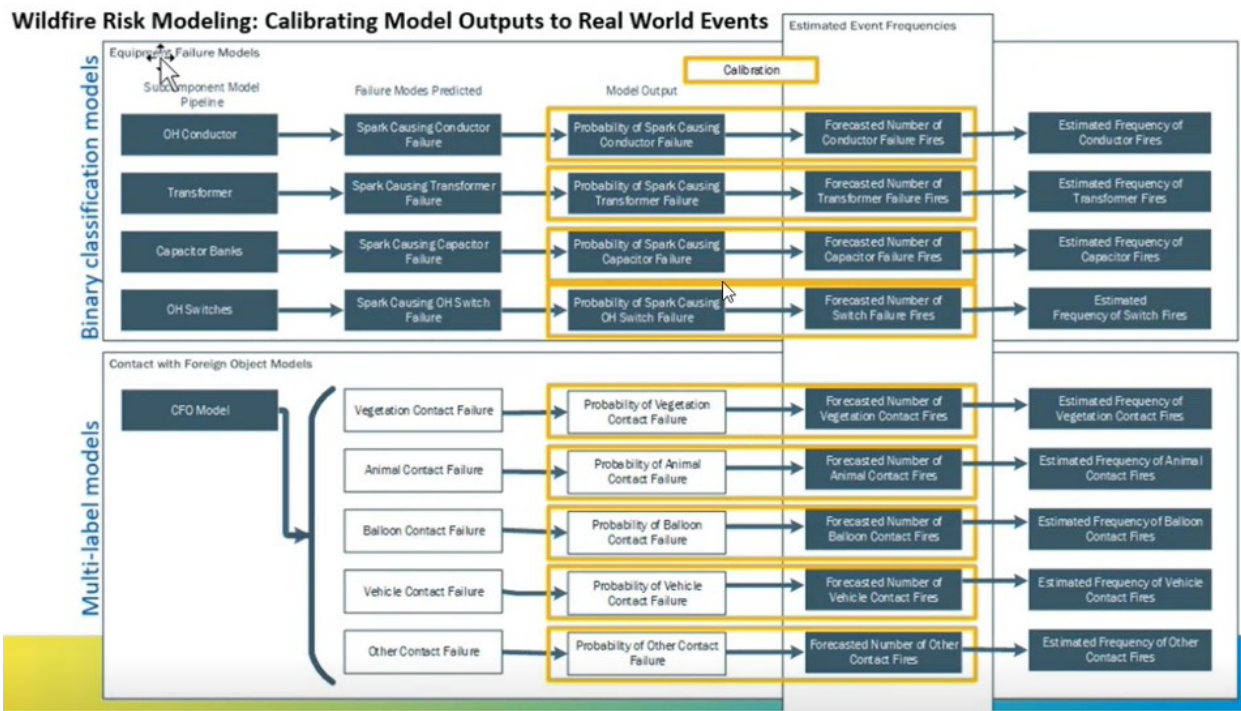 Wildfire Risk Modeling: Calibrating Model Outputs to Real World Events
Estimated Event Frequencies
Binary classification models
Equipment Failure Models
Calibration
Subcomponent Model
Pipeline
Failure Modes Predicted
Model Output
OH Conductor
Spark Causing Conductor
Failure
Probability of Spark Causing
Conductor Failure
Forecasted Number of
Conductor Failure Fires
Estimated Frequency of
Conductor Fires
Transformer
Spark Causing Transformer
Failure
Probability of Spark Causing
Transformer Failure
Forecasted Number of
Transformer Failure Fires
Estimated Frequency of
Transformer Fires
Capacitor Banks
Spark Causing Capacitor
Failure
Probability of Spark Causing
Capacitor Failure
Forecasted Number of
Capacitor Failure Fires
Estimated Frequency of
Capacitor Fires
OH Switches
Spark Causing OH Switch
Failure
Probability of Spark Causing
OH Switch Failure
Forecasted Number of
Switch Failure Fires
Estimated
Frequency of Switch Fires
Multi-label models
Contact with Foreign Object Models
CFO Model
Vegetation Contact Failure
Probability of Vegetation
Contact Failure
Forecasted Number of
Vegetation Contact Fires
Estimated Frequency of
Vegetation Contact Fires
Animal Contact Failure
Probability of Animal
Contact Failure
Forecasted Number of
Animal Contact Fires
Estimated Frequency of Animal
Contact Fires
Balloon Contact Failure
Probability of Balloon
Contact Failure
Forecasted Number of
Balloon Contact Fires
Estimated Frequency of Balloon
Contact Fires
Vehicle Contact Failure
Probability of Vehicle
Contact Failure
Forecasted Number of
Vehicle Contact Fires
Estimated Frequency of Vehicle
Contact Fires
Other Contact Failure
Probability of Other Contact
Failure
Forecasted Number of Other
Contact Fires
Estimated Frequency of Other
Contact Fires